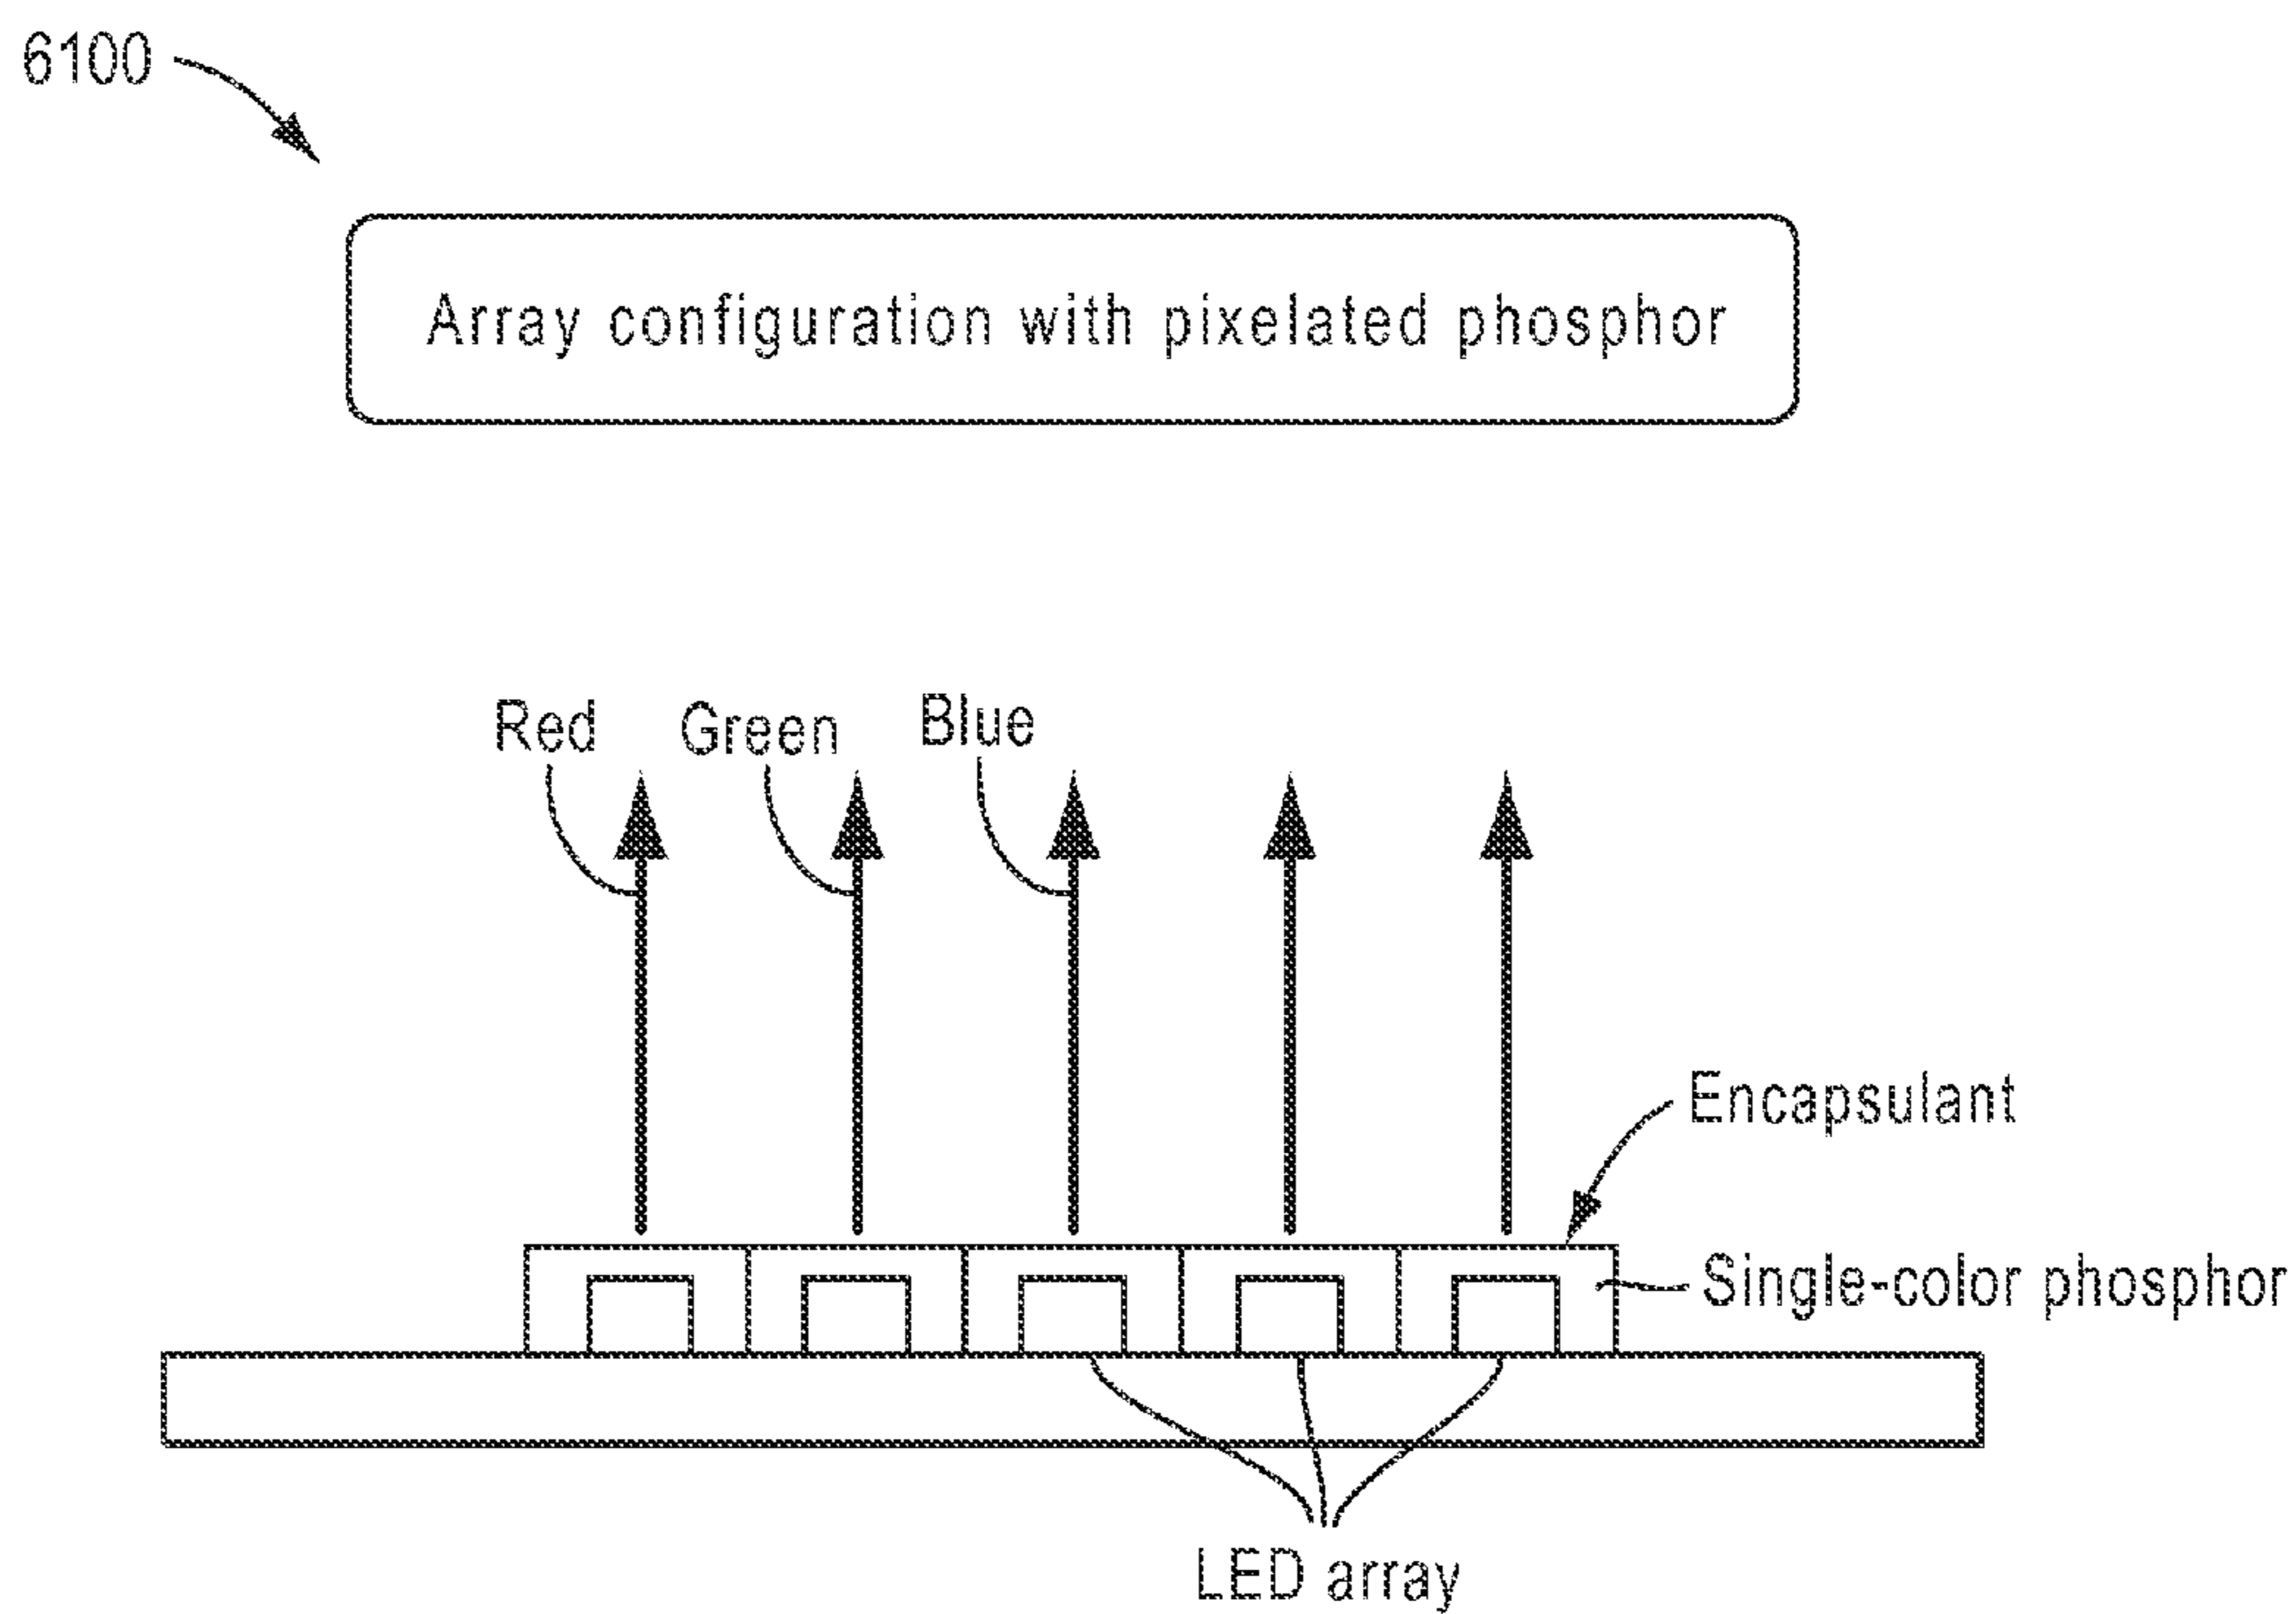 6100
Array configuration with pixelated phosphor
Red
Green
Blue
Encapsulant
Single-color phosphor
LED array